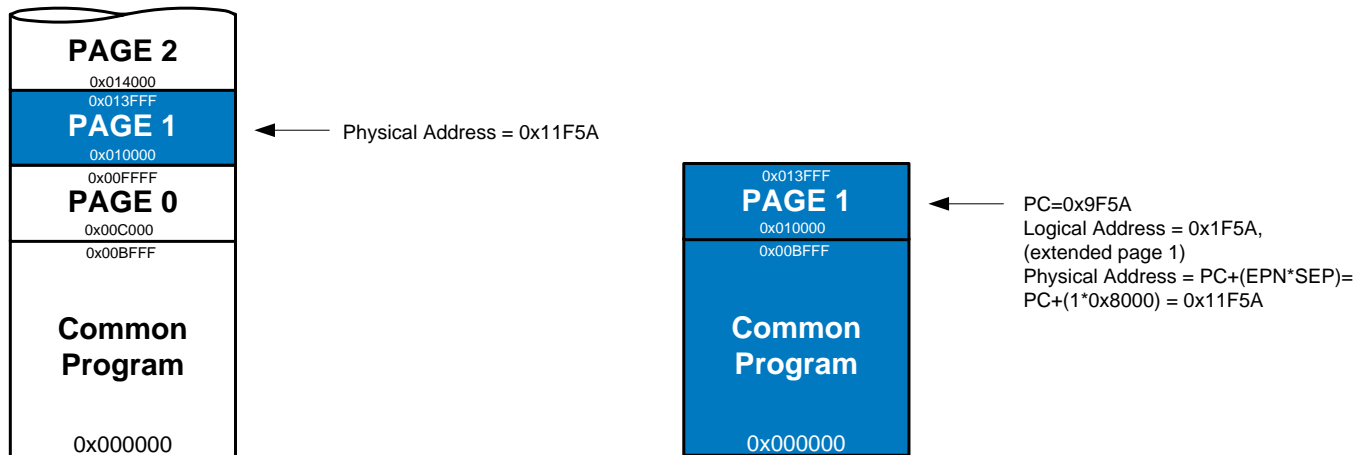 PAGE 2
0x014000
0x013FFF
PAGE 1
0x010000
0x00FFFF
PAGE 0
0x00C000
0x00BFFF
Common
Program
0x000000
Physical Address = 0x11F5A
0x013FFF
PAGE 1
0x010000
0x00BFFF
Common
Program
0x000000
PC=0x9F5A
Logical Address = 0x1F5A,
(extended page 1)
Physical Address = PC+(EPN*SEP)=
PC+(1*0x8000) = 0x11F5A